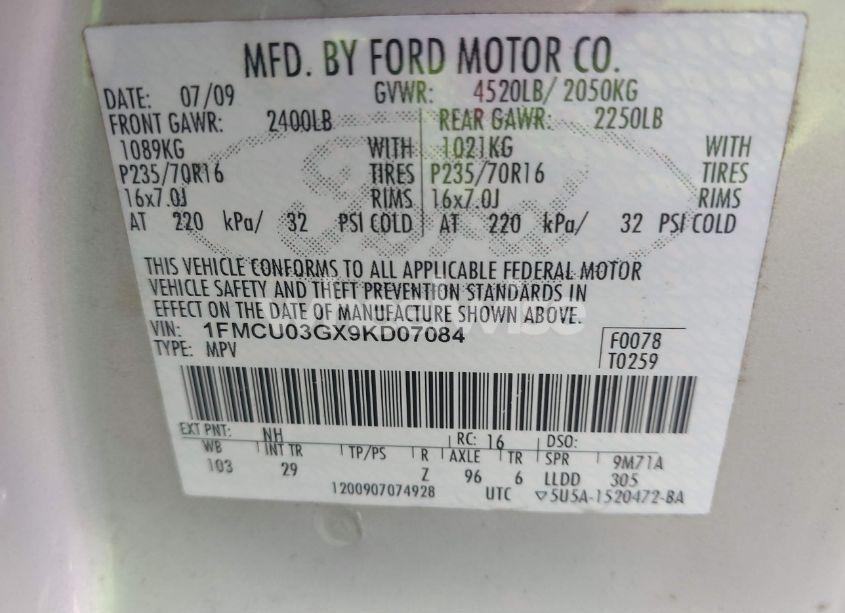 MFD. BY FORD MOTOR CO.
DATE: 07/09 GVWR: 4520LB/ 2050KG
FRONT GAWR: 2400LB REAR GAWR: 2250LB
1089KG WITH 1021KG WITH
P235/70R16 TIRES P235/70R16 TIRES
16x7.0J RIMS 16x7.0J RIMS
AT 220 kPa/ 32 PSI COLD AT 220 kPa/ 32 PSI COLD
THIS VEHICLE CONFORMS TO ALL APPLICABLE FEDERAL MOTOR
VEHICLE SAFETY AND THEFT PREVENTION STANDARDS IN
EFFECT ON THE DATE OF MANUFACTURE SHOWN ABOVE.
VIN: 1FMCU03GX9KD07084 F0078
TYPE: MPV T0259
EXT PNT: NH RC: 16 DSO:
WB INT TR TP/PS R AXLE TR SPR 9M71A
103 29 Z 96 6 LLDD 305
1200907074928 UTC ▽5U5A-1520472-BA